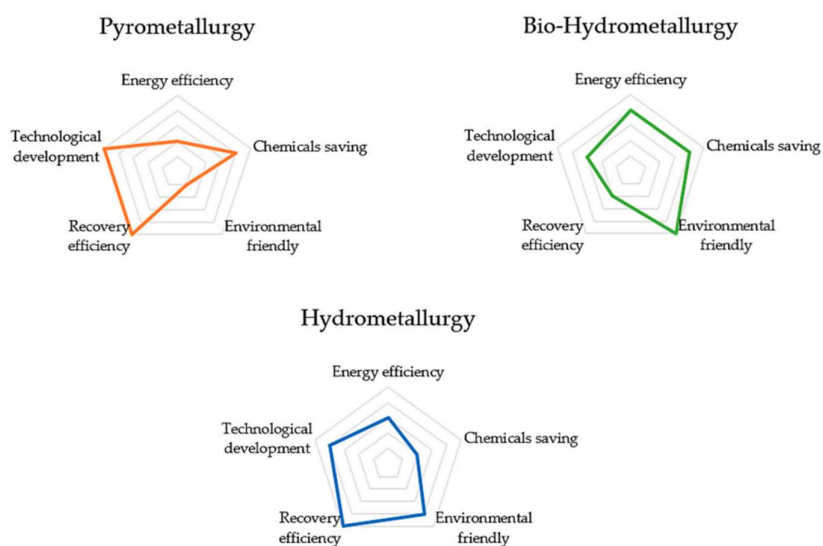 Pyrometallurgy
Energy efficiency
Technological
development
Chemicals saving
Recovery
efficiency
Environmental
friendly
Bio-Hydrometallurgy
Energy efficiency
Technological
development
Chemicals saving
Recovery
efficiency
Environmental
friendly
Hydrometallurgy
Energy efficiency
Technological
development
Chemicals saving
Recovery
efficiency
Environmental
friendly